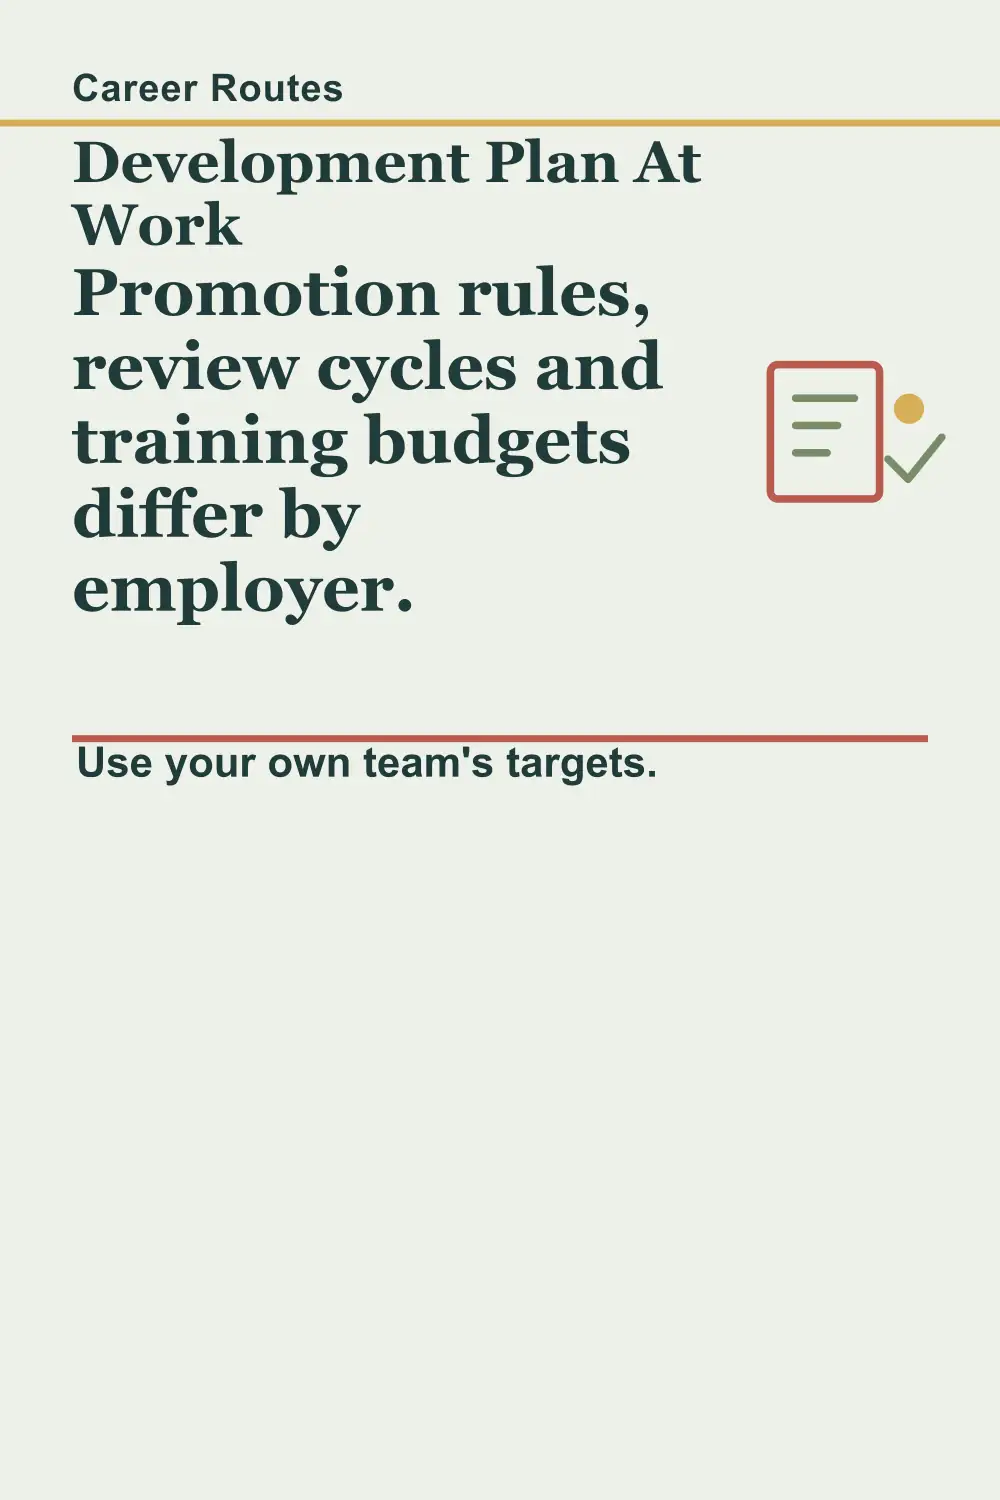 Career Routes
Development Plan At
Work
Promotion rules,
review cycles and
training budgets
differ by
employer.
Use your own team's targets.